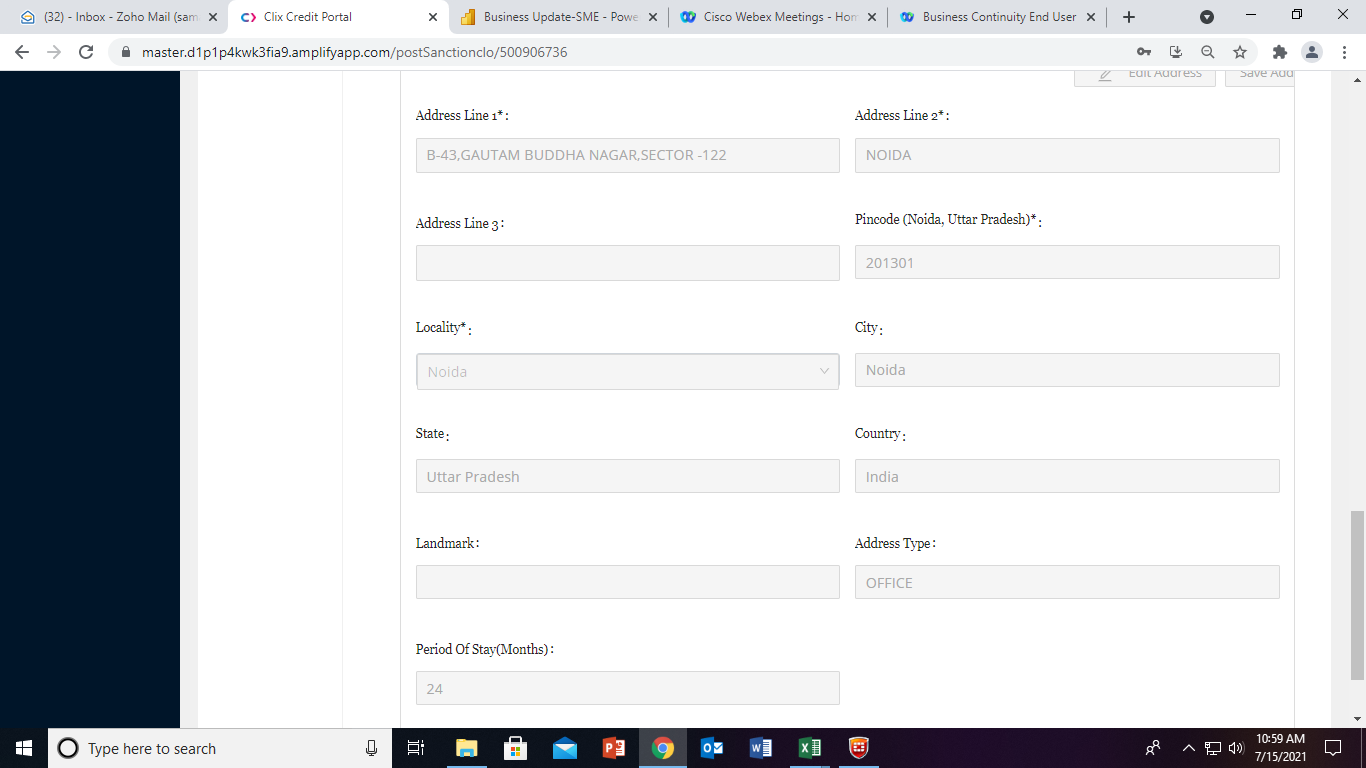 (32) - Inbox - Zoho Mail (sam
Clix Credit Portal
Business Update-SME - Powe
Cisco Webex Meetings - Hom
Business Continuity End User
master.d1p1p4kwk3fia9.amplifyapp.com/postSanctionclo/500906736
Edit Address
Save Add
Address Line 1*:
Address Line 2*:
B-43,GAUTAM BUDDHA NAGAR,SECTOR -122
NOIDA
Address Line 3:
Pincode (Noida, Uttar Pradesh)*:
201301
Locality*:
City:
Noida
Noida
State:
Country:
Uttar Pradesh
India
Landmark:
Address Type:
OFFICE
Period Of Stay(Months):
24
Type here to search
10:59 AM
7/15/2021